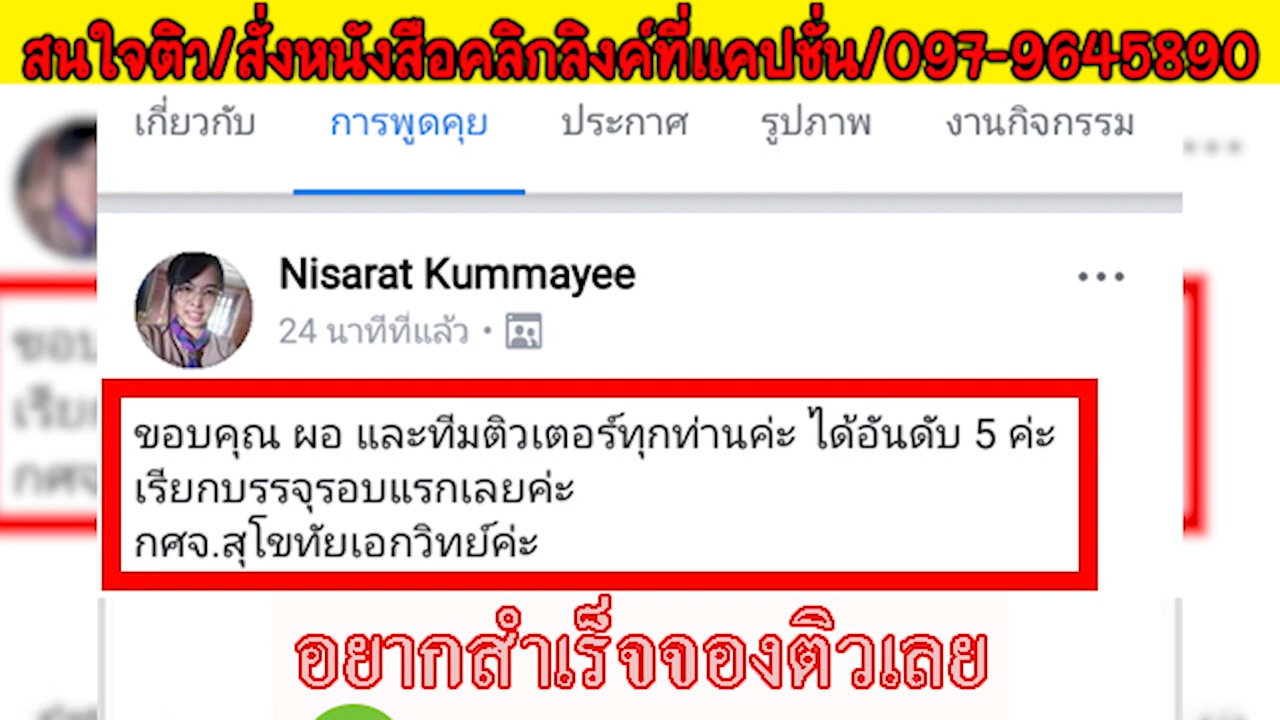 สนใจติว/สั่งหนังสือคลิกลิงค์ที่แคปชั่น/097-9645890
เกี่ยวกับ การพูดคุย ประกาศ รูปภาพ งานกิจกรรม
Nisarat Kummayee
24 นาทีที่แล้ว
ขอบคุณ ผอ และทีมติวเตอร์ทุกท่านค่ะ ได้อันดับ 5 ค่ะ
เรียกบรรจุรอบแรกเลยค่ะ
กศจ.สุโขทัยเอกวิทย์ค่ะ
อยากสำเร็จจองติวเลย